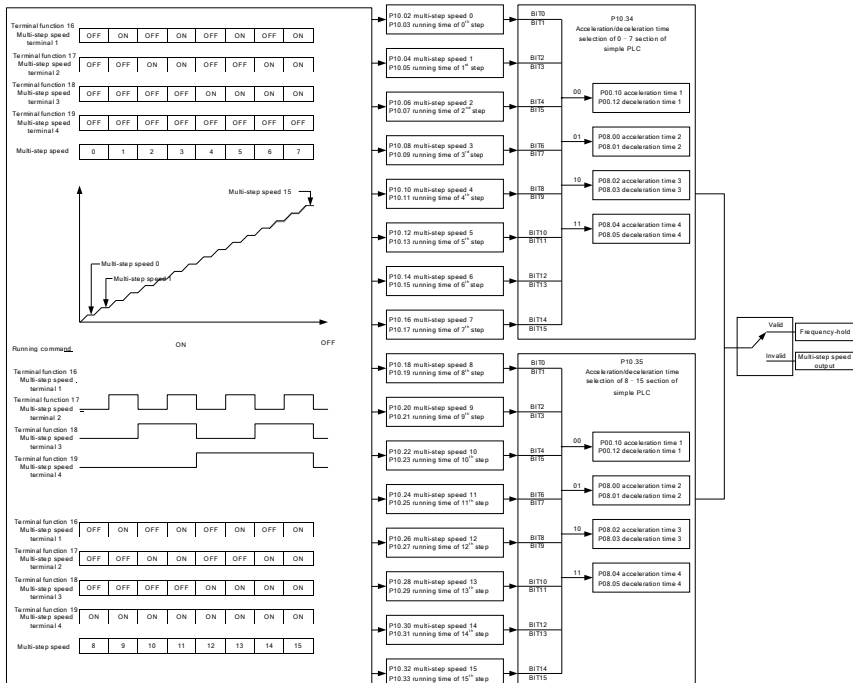 Terminal function 16
Multi-step speed
terminal 1
OFF ON OFF ON OFF ON OFF ON
Terminal function 17
Multi-step speed
terminal 2
OFF OFF ON ON OFF OFF ON ON
Terminal function 18
Multi-step speed
terminal 3
OFF OFF OFF OFF ON ON ON ON
Terminal function 19
Multi-step speed
terminal 4
OFF OFF OFF OFF OFF OFF OFF OFF
Multi-step speed
0 1 2 3 4 5 6 7
Multi-step speed 15
Multi-step speed 0
Multi-step speed 1
Running command
ON
OFF
Terminal function 16
Multi-step speed
terminal 1
Terminal function 17
Multi-step speed
terminal 2
Terminal function 18
Multi-step speed
terminal 3
Terminal function 19
Multi-step speed
terminal 4
Terminal function 16
Multi-step speed
terminal 1
OFF ON OFF ON OFF ON OFF ON
Terminal function 17
Multi-step speed
terminal 2
OFF OFF ON ON OFF OFF ON ON
Terminal function 18
Multi-step speed
terminal 3
OFF OFF OFF OFF ON ON ON ON
Terminal function 19
Multi-step speed
terminal 4
ON ON ON ON ON ON ON ON
Multi-step speed
8 9 10 11 12 13 14 15
P10.02 multi-step speed 0
P10.03 running time of 0th step
P10.04 multi-step speed 1
P10.05 running time of 1st step
P10.06 multi-step speed 2
P10.07 running time of 2nd step
P10.08 multi-step speed 3
P10.09 running time of 3rd step
P10.10 multi-step speed 4
P10.11 running time of 4th step
P10.12 multi-step speed 5
P10.13 running time of 5th step
P10.14 multi-step speed 6
P10.15 running time of 6th step
P10.16 multi-step speed 7
P10.17 running time of 7th step
P10.18 multi-step speed 8
P10.19 running time of 8th step
P10.20 multi-step speed 9
P10.21 running time of 9th step
P10.22 multi-step speed 10
P10.23 running time of 10th step
P10.24 multi-step speed 11
P10.25 running time of 11th step
P10.26 multi-step speed 12
P10.27 running time of 12th step
P10.28 multi-step speed 13
P10.29 running time of 13th step
P10.30 multi-step speed 14
P10.31 running time of 14th step
P10.32 multi-step speed 15
P10.33 running time of 15th step
BIT0
BIT1
BIT2
BIT3
BIT4
BIT5
BIT6
BIT7
BIT8
BIT9
BIT10
BIT11
BIT12
BIT13
BIT14
BIT15
P10.34
Acceleration/deceleration time
selection of 0 - 7 section of
simple PLC
00
P00.10 acceleration time 1
P00.12 deceleration time 1
01
P08.00 acceleration time 2
P08.01 deceleration time 2
10
P08.02 acceleration time 3
P08.03 deceleration time 3
11
P08.04 acceleration time 4
P08.05 deceleration time 4
BIT0
BIT1
BIT2
BIT3
BIT4
BIT5
BIT6
BIT7
BIT8
BIT9
BIT10
BIT11
BIT12
BIT13
BIT14
BIT15
P10.35
Acceleration/deceleration time
selection of 8 - 15 section of
simple PLC
00
P00.10 acceleration time 1
P00.12 deceleration time 1
01
P08.00 acceleration time 2
P08.01 deceleration time 2
10
P08.02 acceleration time 3
P08.03 deceleration time 3
11
P08.04 acceleration time 4
P08.05 deceleration time 4
Valid
Frequency-hold
Invalid
Multi-step speed
output